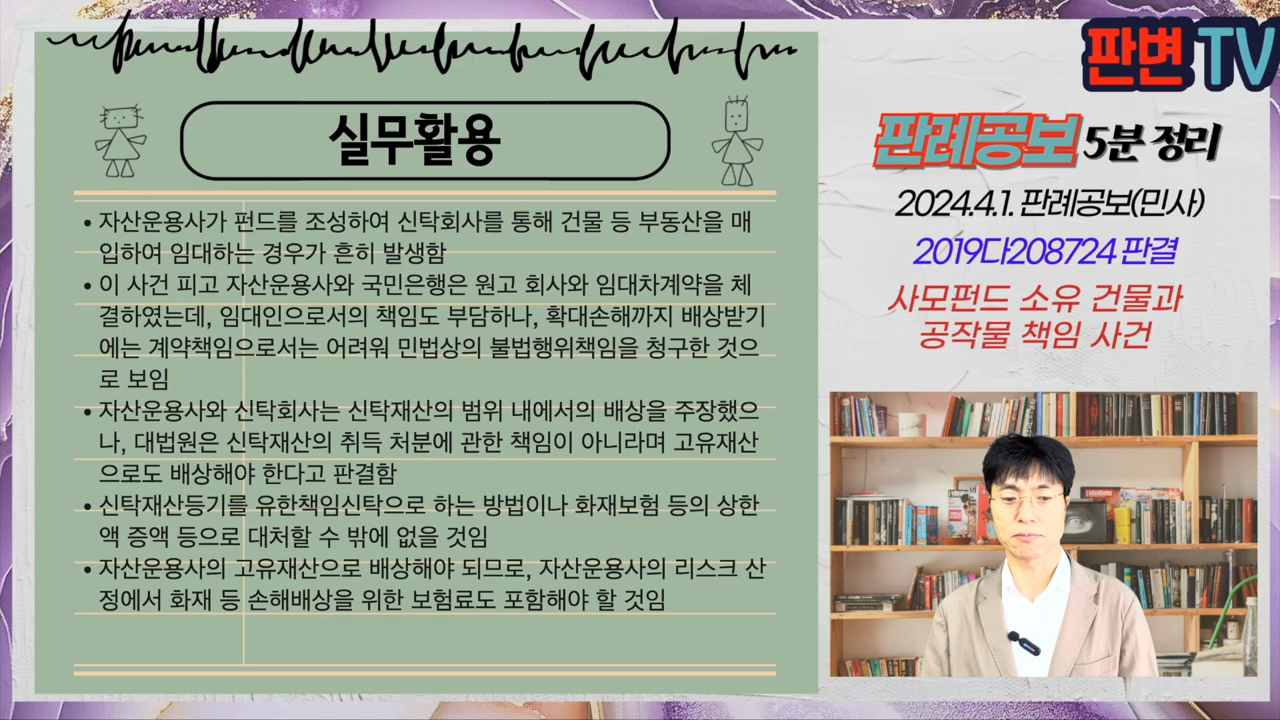 판변 TV
실무활용
• 자산운용사가 펀드를 조성하여 신탁회사를 통해 건물 등 부동산을 매
입하여 임대하는 경우가 흔히 발생함
• 이 사건 피고 자산운용사와 국민은행은 원고 회사와 임대차계약을 체
결하였는데, 임대인으로서의 책임도 부담하나, 확대손해까지 배상받기
에는 계약책임으로서는 어려워 민법상의 불법행위책임을 청구한 것으
로 보임
• 자산운용사와 신탁회사는 신탁재산의 범위 내에서의 배상을 주장했으
나, 대법원은 신탁재산의 취득 처분에 관한 책임이 아니라며 고유재산
으로도 배상해야 한다고 판결함
• 신탁재산등기를 유한책임신탁으로 하는 방법이나 화재보험 등의 상한
액 증액 등으로 대처할 수 밖에 없을 것임
• 자산운용사의 고유재산으로 배상해야 되므로, 자산운용사의 리스크 산
정에서 화재 등 손해배상을 위한 보험료도 포함해야 할 것임
판례공보 5분 정리
2024.4.1. 판례공보(민사)
2019다208724 판결
사모펀드 소유 건물과
공작물 책임 사건